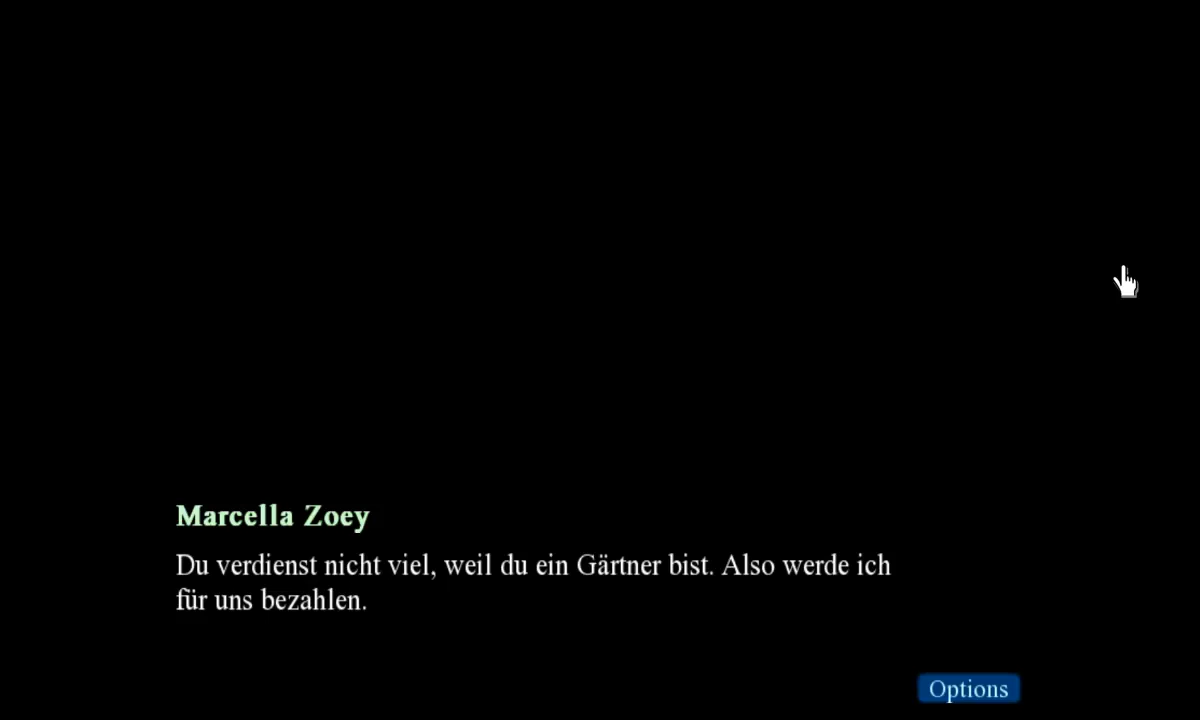 Marcella Zoey
Du verdienst nicht viel, weil du ein Gärtner bist. Also werde ich
für uns bezahlen.
Options